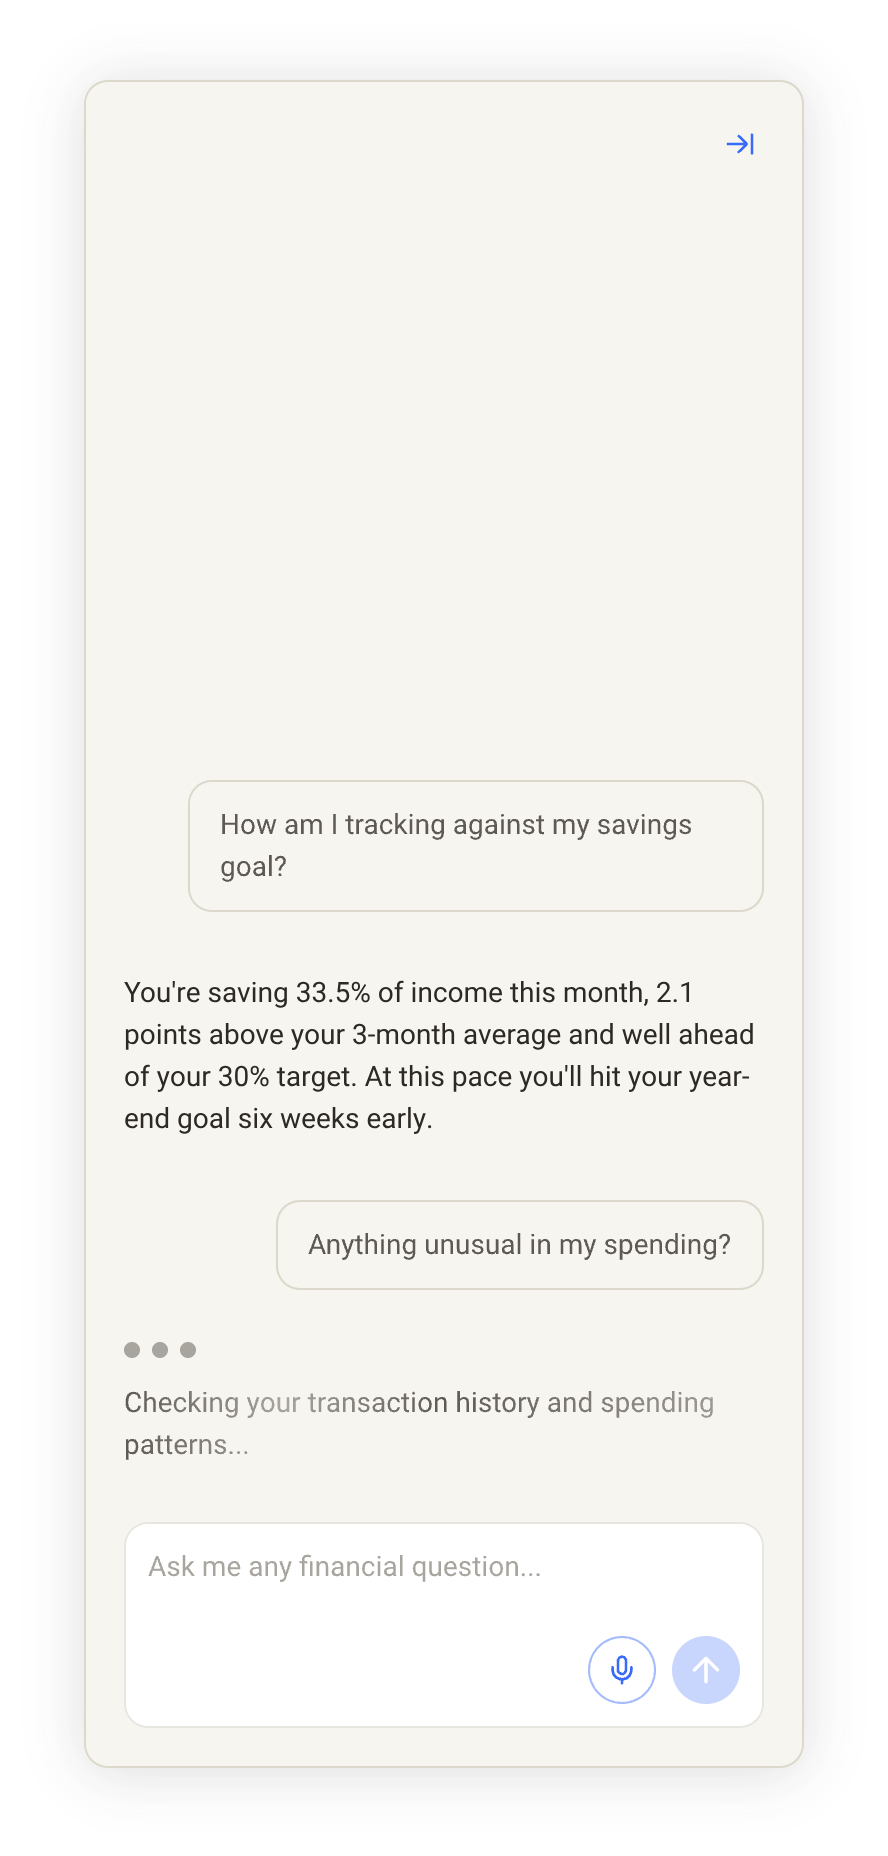 How am I tracking against my savings
goal?
You're saving 33.5% of income this month, 2.1
points above your 3-month average and well ahead
of your 30% target. At this pace you'll hit your year-
end goal six weeks early.
Anything unusual in my spending?
Checking your transaction history and spending
patterns...
Ask me any financial question...